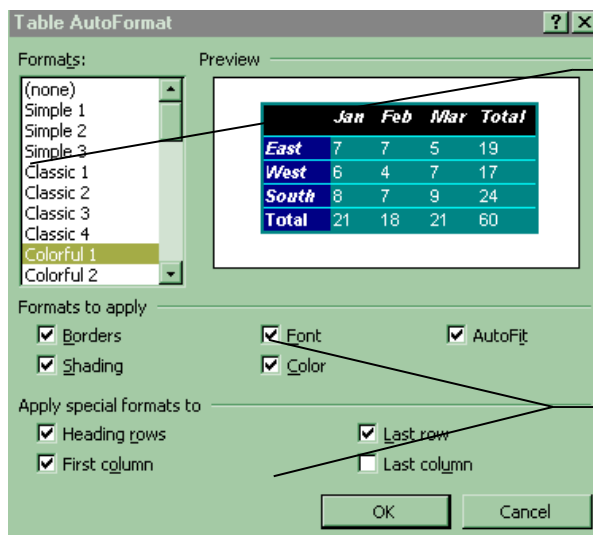 Table AutoFormat
Formats:
Preview
(none)
Simple 1
Simple 2
Simple 3
Classic 1
Classic 2
Classic 3
Classic 4
Colorful 1
Colorful 2
Jan Feb Mar Total
East 7 7 5 19
West 6 4 7 17
South 8 7 9 24
Total 21 18 21 60
Formats to apply
Borders Font AutoFit
Shading Color
Apply special formats to
Heading rows Last row
First column Last column
OK Cancel